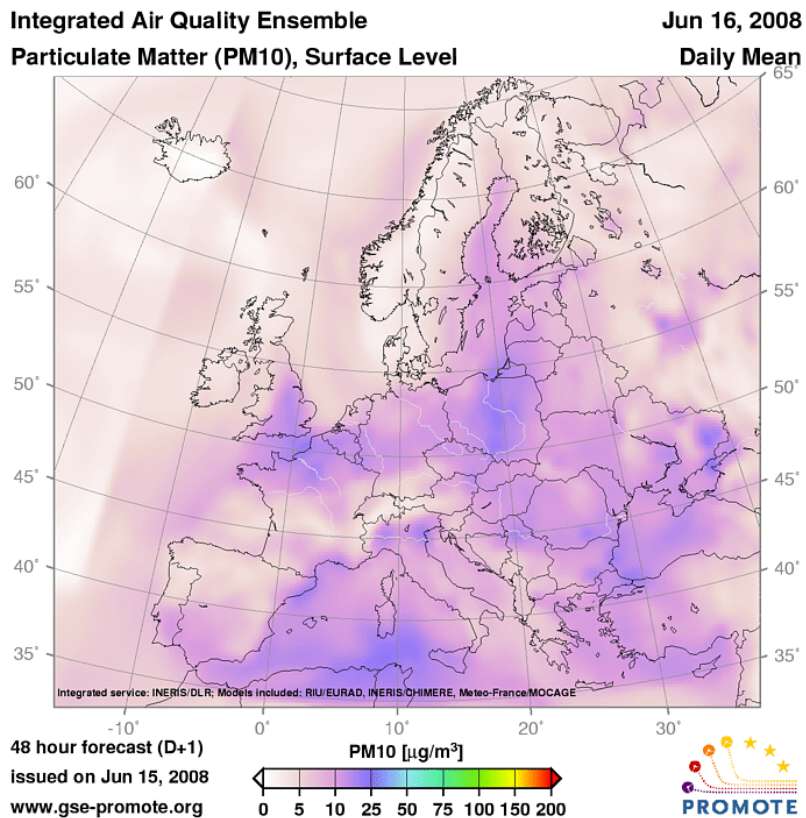 Integrated Air Quality Ensemble
Jun 16, 2008
Particulate Matter (PM10), Surface Level
Daily Mean
65°
60°
60°
55°
55°
50°
50°
45°
45°
40°
40°
35°
35°
Integrated service: INERIS/DLR; Models included: RIU/EURAD, INERIS/CHIMERE, Meteo-France/MOCAGE
-10° 0° 10° 20° 30°
48 hour forecast (D+1)
PM10 [µg/m³]
issued on Jun 15, 2008
www.gse-promote.org
0 5 10 25 50 75 100 150 200
PROMOTE